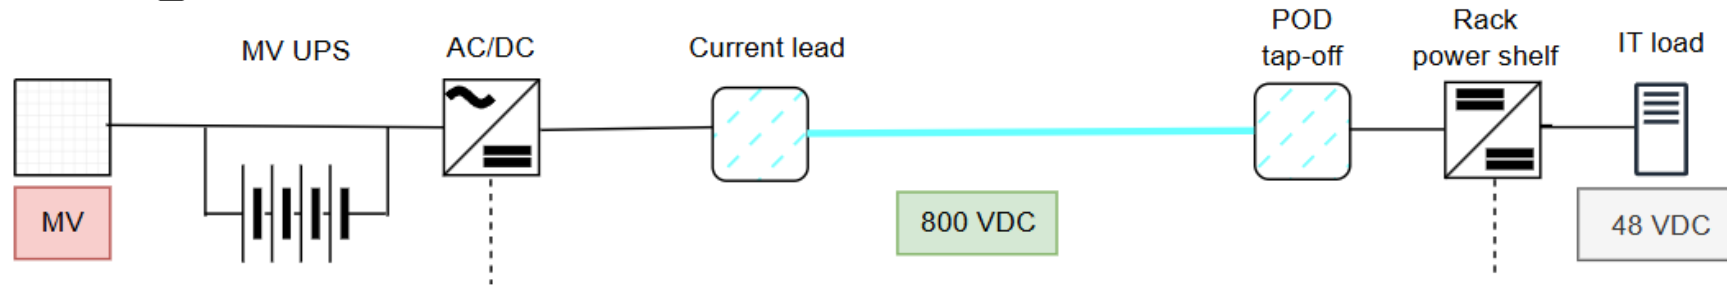 MV UPS
AC/DC
Current lead
POD
tap-off
Rack
power shelf
IT load
MV
800 VDC
48 VDC